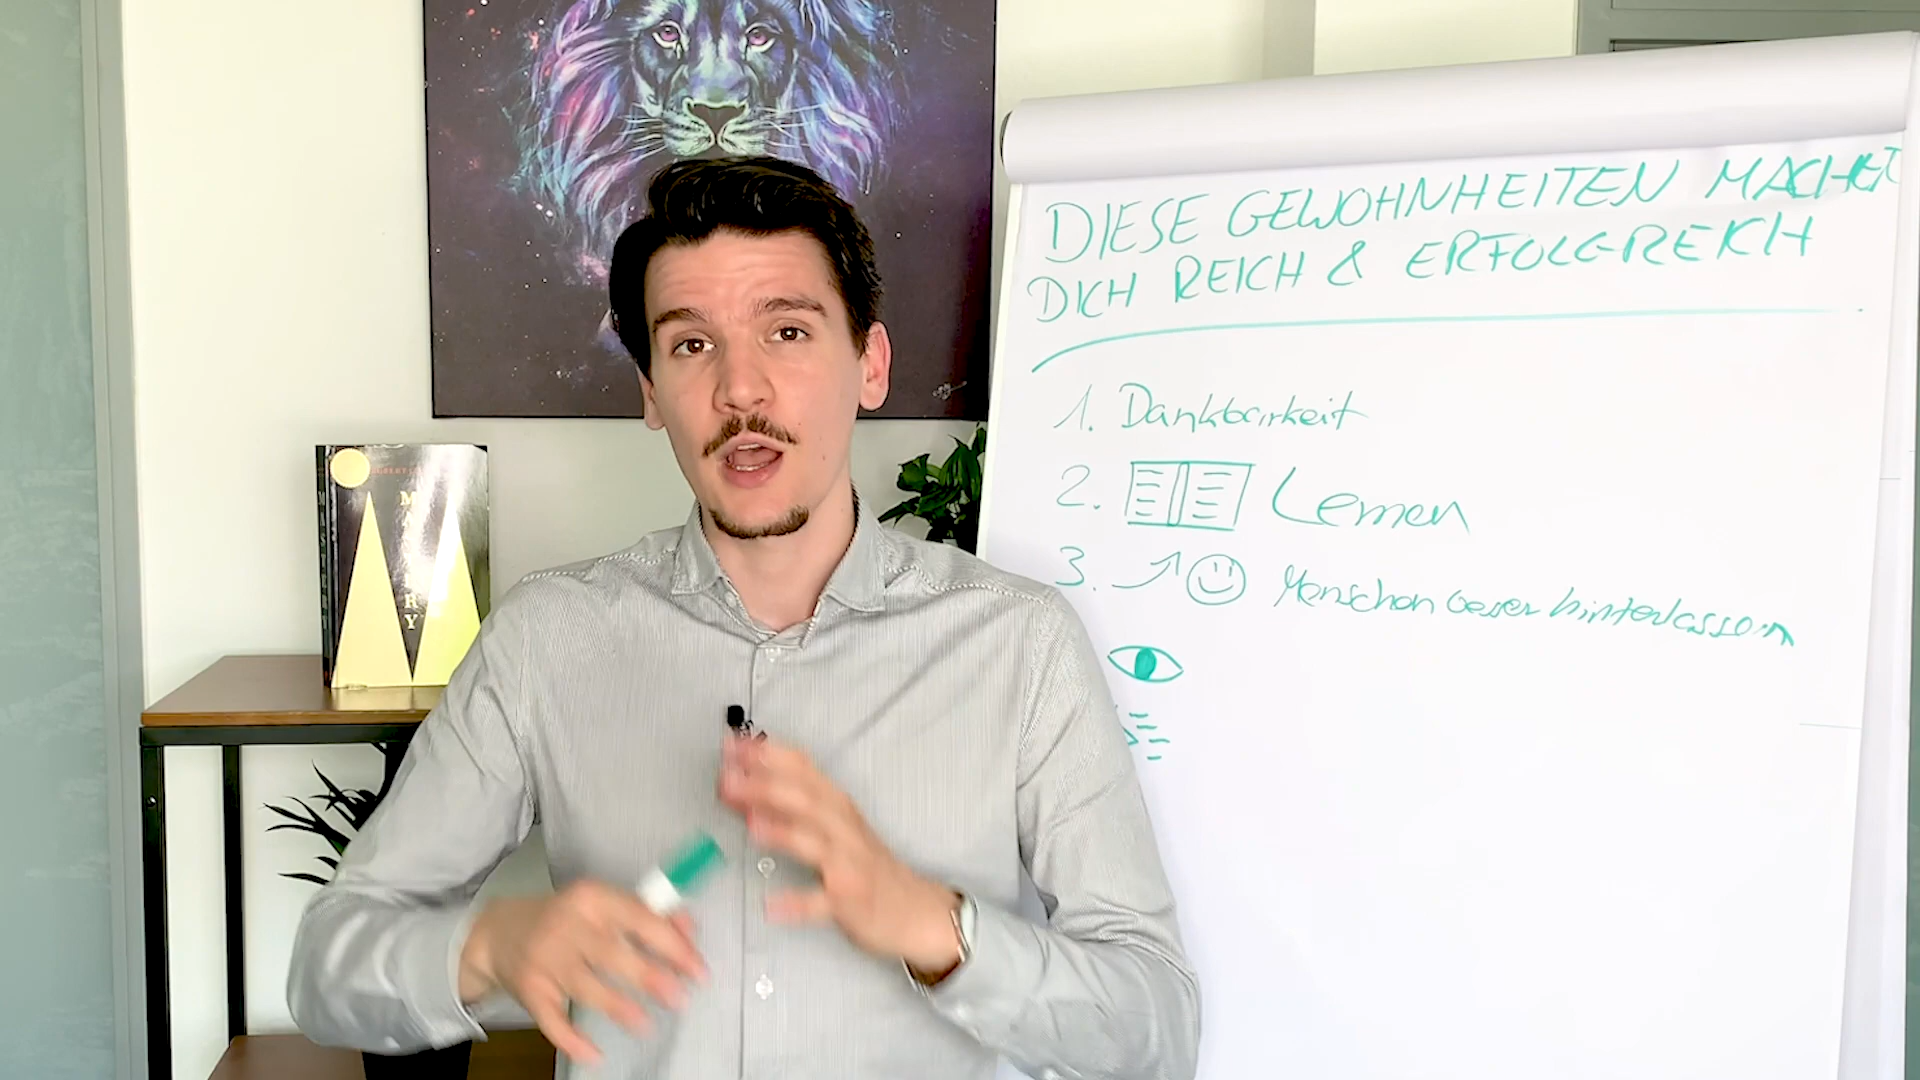 DIESE GEWOHNHEITEN MACHEN
DICH REICH & ERFOLGREICH
1. Dankbarkeit
2. Lernen
3. Menschen besser hinterlassen
M
R
Y